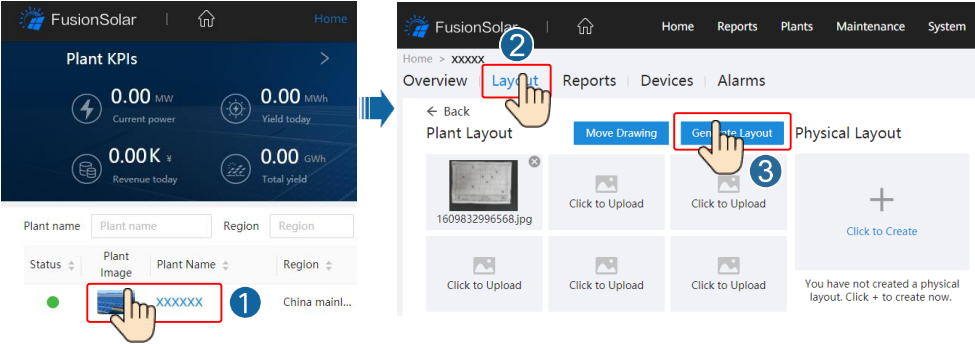 FusionSolar
Home
Plant KPIs
0.00 MW
Current power
0.00 MWh
Yield today
0.00K ¥
Revenue today
0.00 GWh
Total yield
Plant name
Plant name
Region
Region
Status
Plant Image
Plant Name
Region
XXXXXX
1
China mainl...
FusionSolar
Home
Reports
Plants
Maintenance
System
2
Home > XXXXX
Overview
Layout
Reports
Devices
Alarms
← Back
Plant Layout
Move Drawing
Generate Layout
3
Physical Layout
1609832996568.jpg
Click to Upload
Click to Upload
Click to Upload
Click to Upload
Click to Upload
Click to Create
You have not created a physical
layout. Click + to create now.